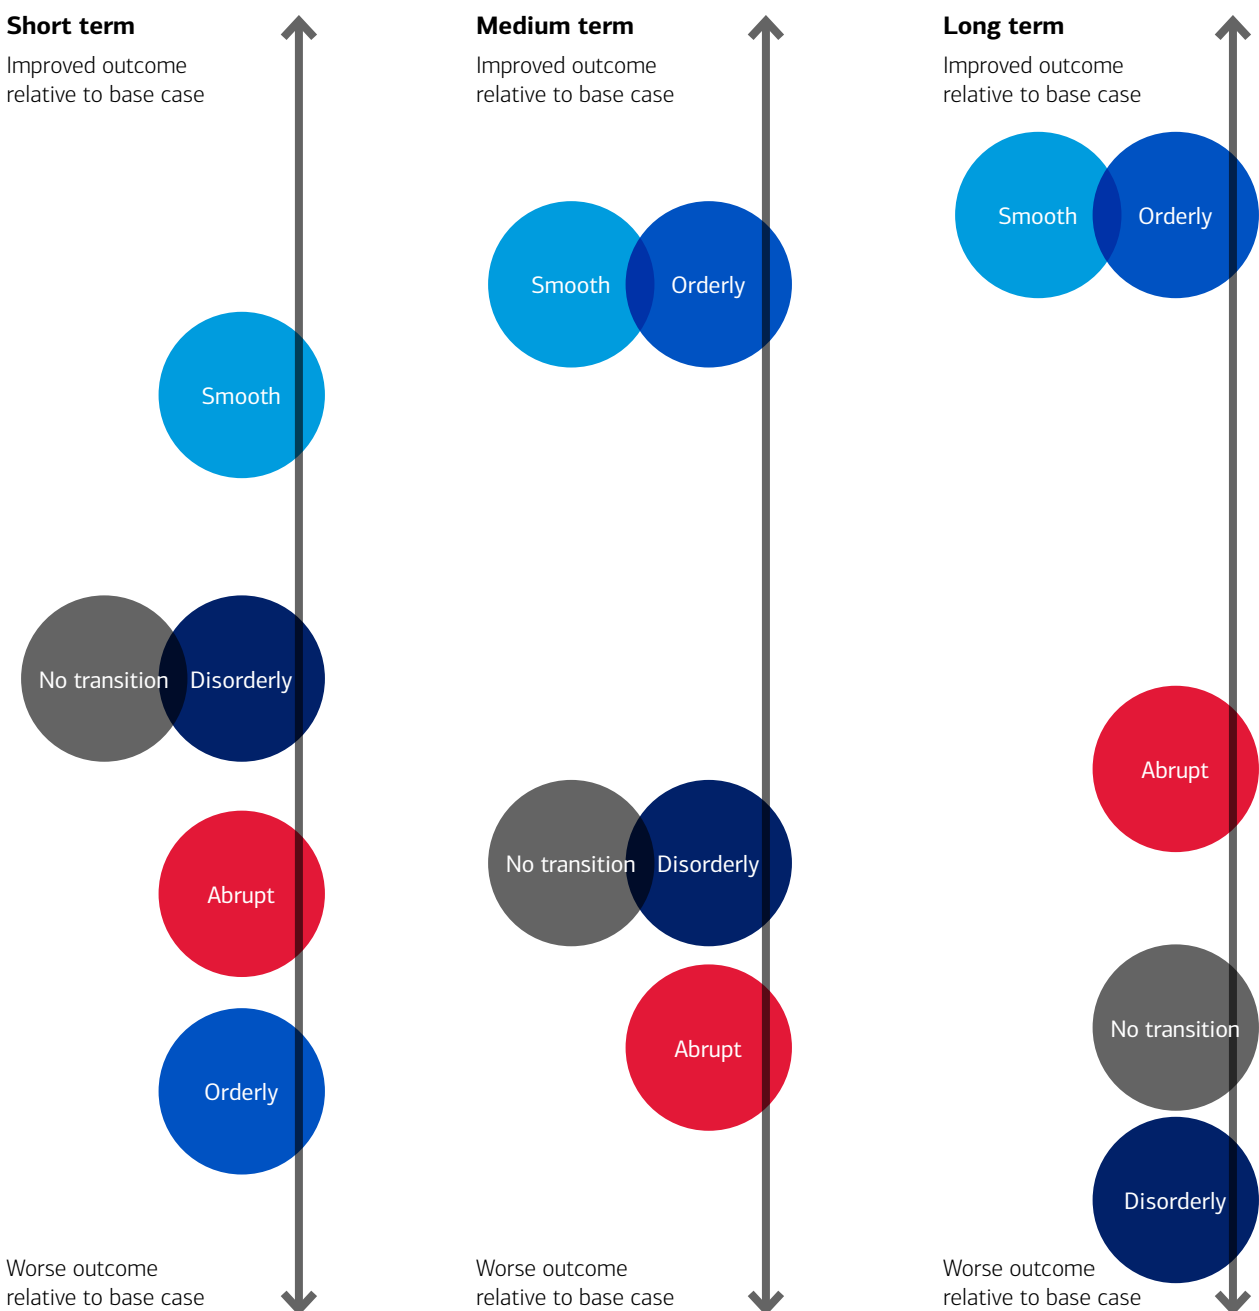 Short term
Improved outcome
relative to base case
Smooth
No transition
Disorderly
Abrupt
Orderly
Worse outcome
relative to base case
Medium term
Improved outcome
relative to base case
Smooth
Orderly
No transition
Disorderly
Abrupt
Worse outcome
relative to base case
Long term
Improved outcome
relative to base case
Smooth
Orderly
Abrupt
No transition
Disorderly
Worse outcome
relative to base case